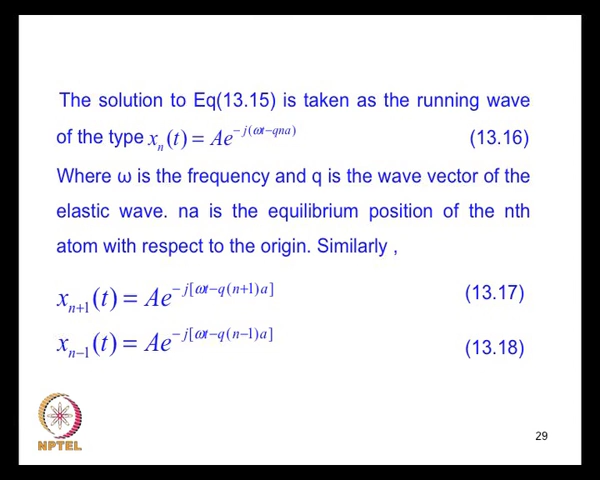 The solution to Eq(13.15) is taken as the running wave
of the type xₙ(t) = Ae^{−j(ωt−qna)} (13.16)
Where ω is the frequency and q is the wave vector of the
elastic wave. na is the equilibrium position of the nth
atom with respect to the origin. Similarly ,
xₙ₊₁(t) = Ae^{−j[ωt−q(n+1)a]} (13.17)
xₙ₋₁(t) = Ae^{−j[ωt−q(n−1)a]} (13.18)
NPTEL
29